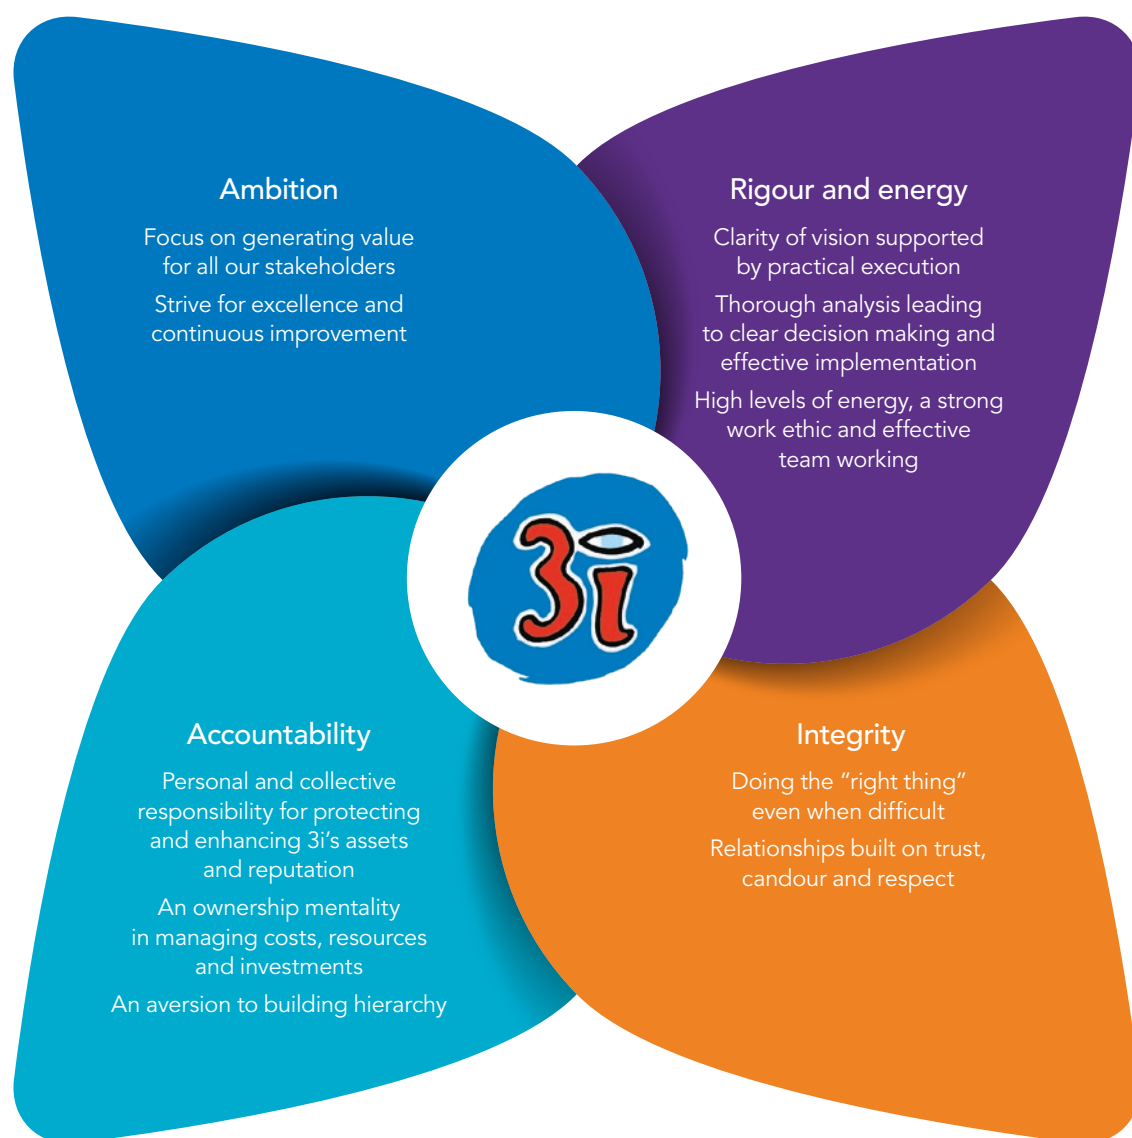 Ambition
Focus on generating value
for all our stakeholders
Strive for excellence and
continuous improvement
Rigour and energy
Clarity of vision supported
by practical execution
Thorough analysis leading
to clear decision making and
effective implementation
High levels of energy, a strong
work ethic and effective
team working
3i
Accountability
Personal and collective
responsibility for protecting
and enhancing 3i's assets
and reputation
An ownership mentality
in managing costs, resources
and investments
An aversion to building hierarchy
Integrity
Doing the “right thing“
even when difficult
Relationships built on trust,
candour and respect